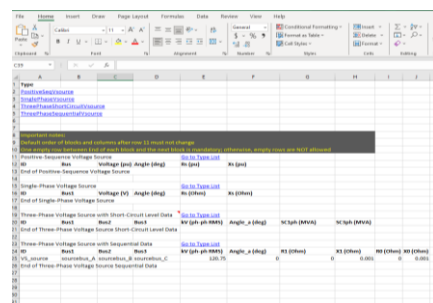 File Home Insert Draw Page Layout Formulas Data Review View Help
Calibri 11 General Conditional Formatting Insert
Paste B I U Format as Table Delete
Cell Styles Format
Clipboard Font Alignment Number Styles Cells Editing
C19
A B C D E F G H I J
1 Type
2 PositiveSeqVsource
3 SinglePhaseVsource
4 ThreePhaseShortCircuitVsource
5 ThreePhaseSequentialVsource
Important notes:
Default order of blocks and columns after row 11 must not change
One empty row between End of each block and the next block is mandatory; otherwise, empty rows are NOT allowed
Positive-Sequence Voltage Source Go to Type List
ID Bus Voltage (pu) Angle (deg) Rs (pu) Xs (pu)
End of Positive-Sequence Voltage Source
Single-Phase Voltage Source Go to Type List
ID Bus1 Voltage (V) Angle (deg) Rs (Ohm) Xs (Ohm)
End of Single-Phase Voltage Source
Three-Phase Voltage Source with Short-Circuit Level Data Go to Type List
ID Bus1 Bus2 Bus3 kV (ph-ph RMS) Angle_a (deg) SC1ph (MVA) SC3ph (MVA)
End of Three-Phase Voltage Source Short-Circuit Level Data
Three-Phase Voltage Source with Sequential Data Go to Type List
ID Bus1 Bus2 Bus3 kV (ph-ph RMS) Angle_a (deg) R1 (Ohm) X1 (Ohm) R0 (Ohm) X0 (Ohm)
VS_source sourcebus_A sourcebus_B sourcebus_C 120.75 0 0 0.001 0 0.001
End of Three-Phase Voltage Source Sequential Data